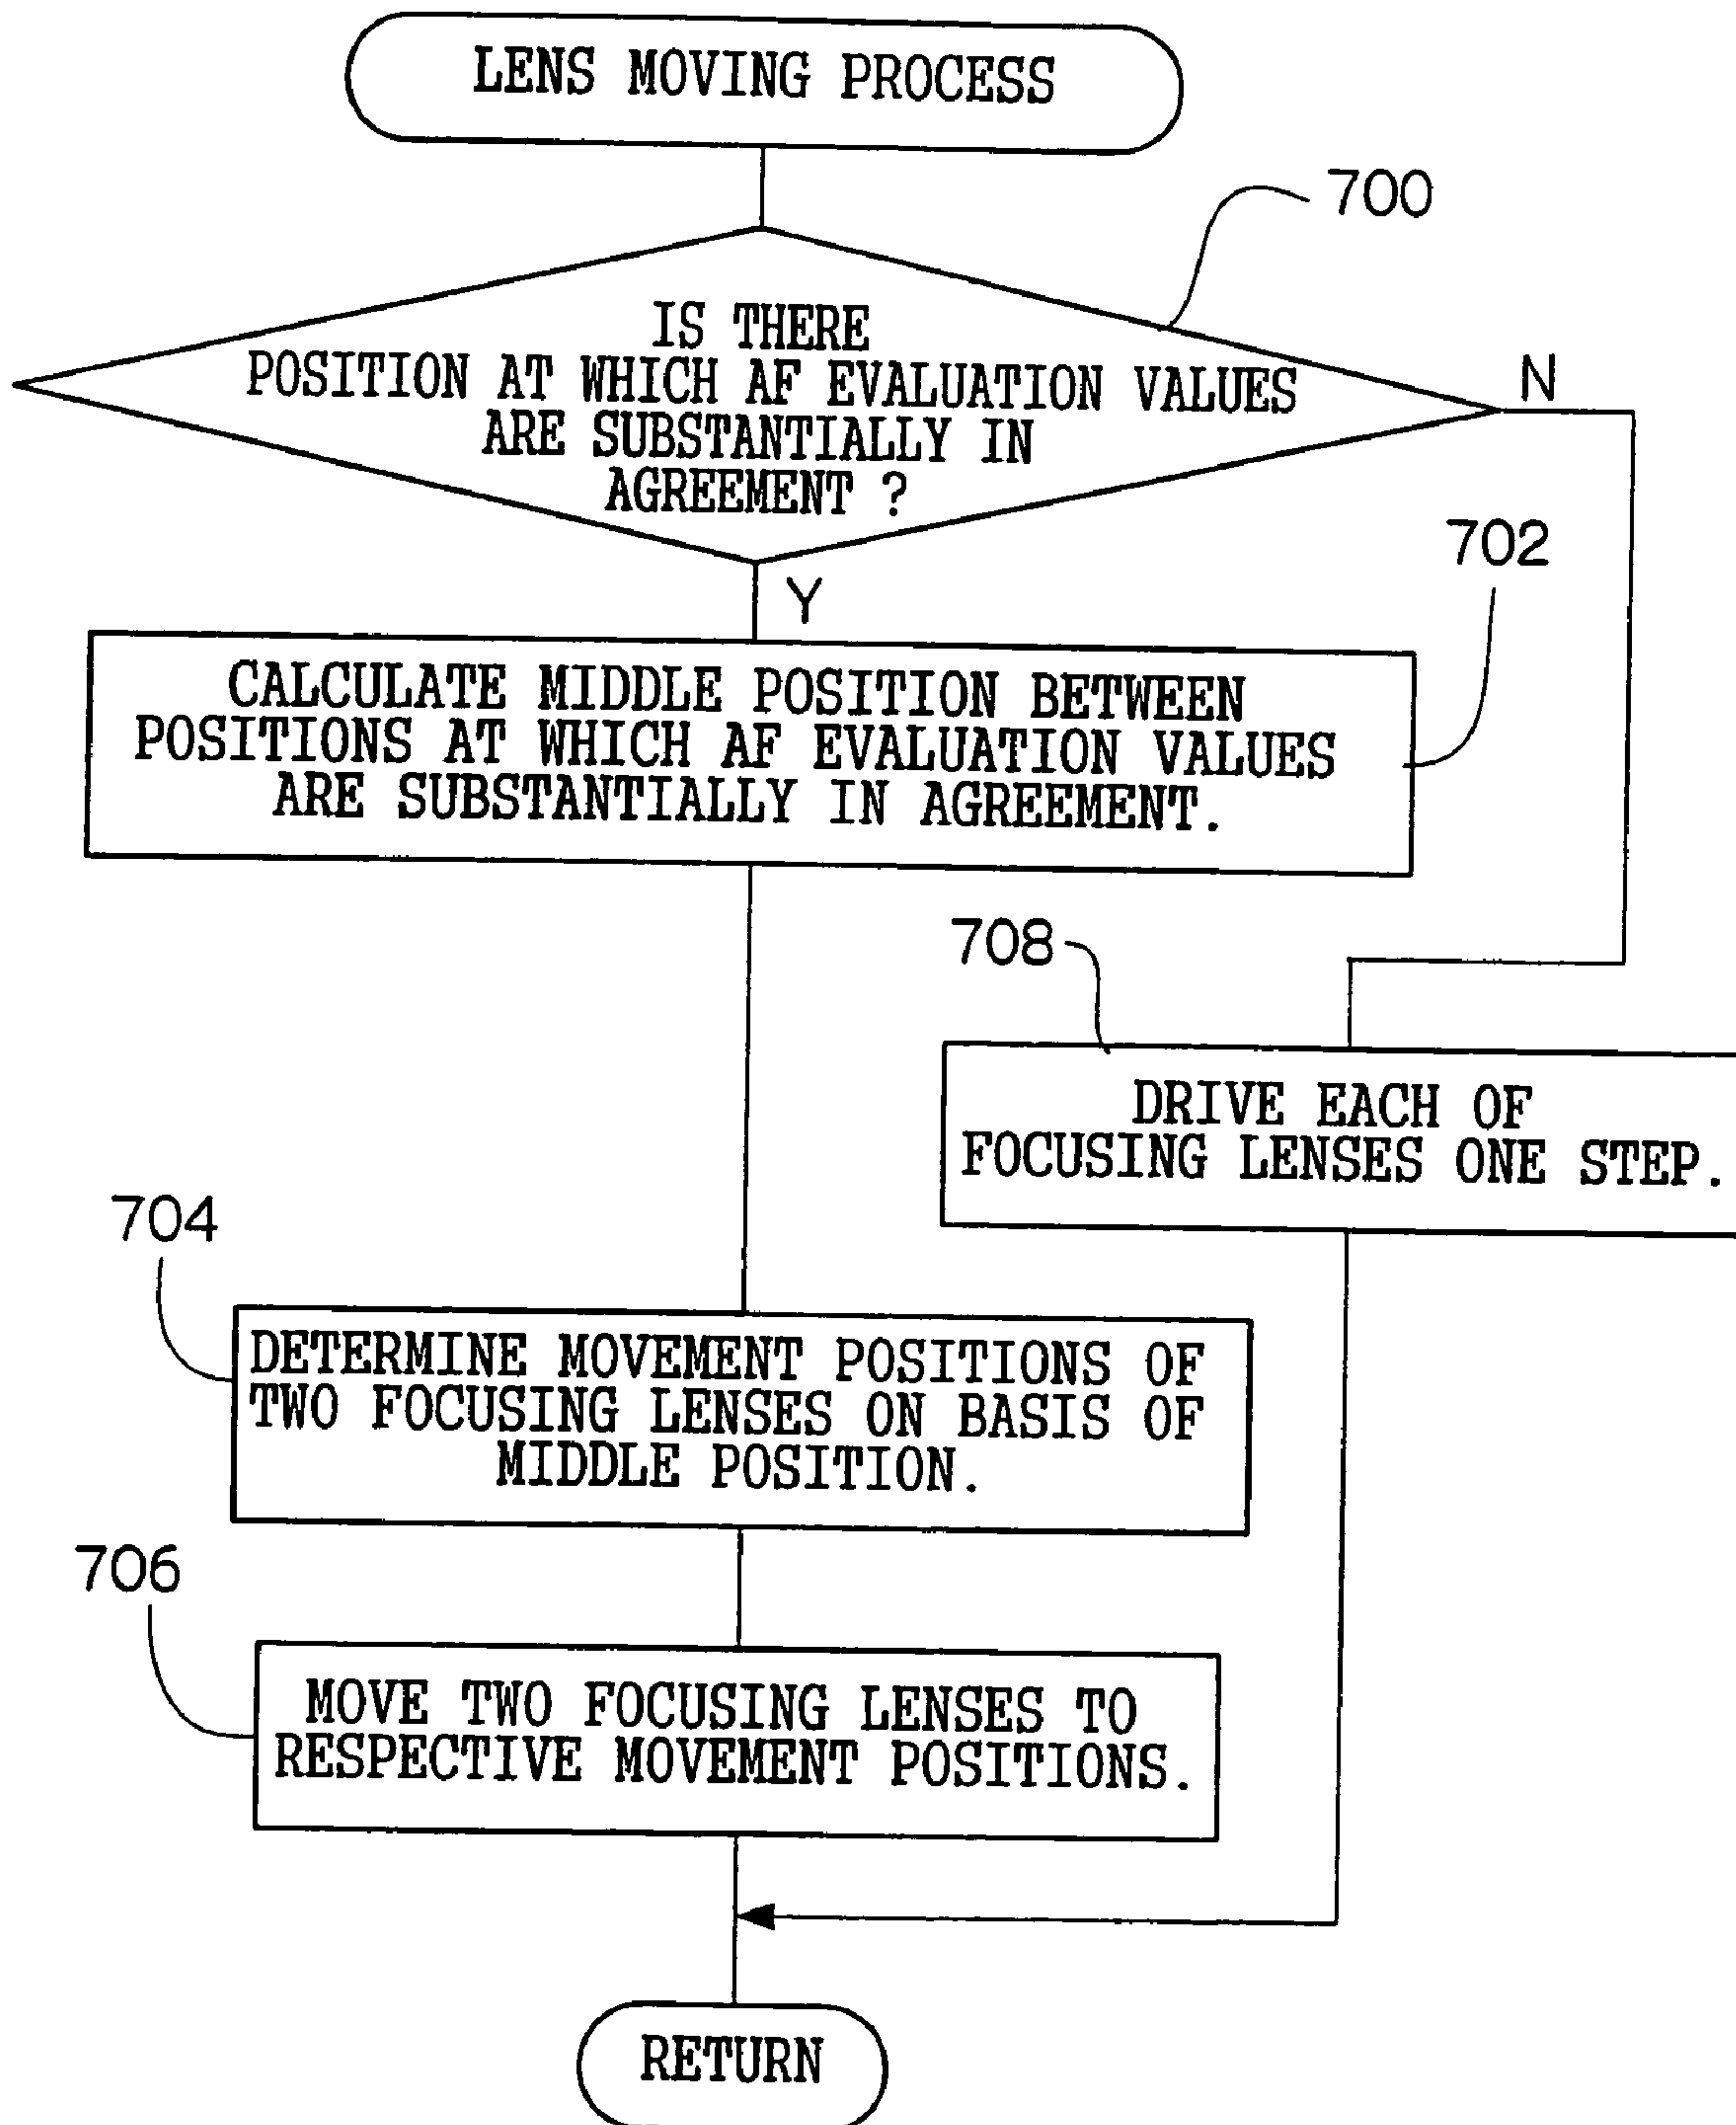 LENS MOVING PROCESS
700
IS THERE
POSITION AT WHICH AF EVALUATION VALUES
ARE SUBSTANTIALLY IN
AGREEMENT ?
N
Y
702
CALCULATE MIDDLE POSITION BETWEEN
POSITIONS AT WHICH AF EVALUATION VALUES
ARE SUBSTANTIALLY IN AGREEMENT.
708
DRIVE EACH OF
FOCUSING LENSES ONE STEP.
704
DETERMINE MOVEMENT POSITIONS OF
TWO FOCUSING LENSES ON BASIS OF
MIDDLE POSITION.
706
MOVE TWO FOCUSING LENSES TO
RESPECTIVE MOVEMENT POSITIONS.
RETURN